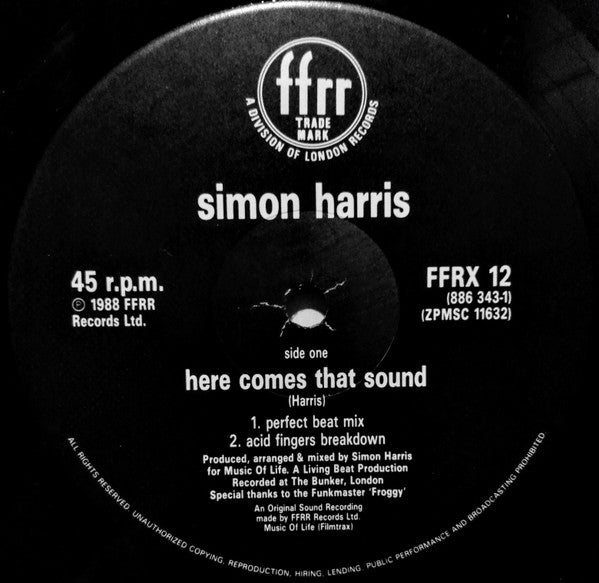 ffrr
TRADE
MARK
A DIVISION OF LONDON RECORDS
simon harris
45 r.p.m.
℗ 1988 FFRR
Records Ltd.
FFRX 12
(886 343-1)
(ZPMSC 11632)
side one
here comes that sound
(Harris)
1. perfect beat mix
2. acid fingers breakdown
Produced, arranged & mixed by Simon Harris
for Music Of Life. A Living Beat Production
Recorded at The Bunker, London
Special thanks to the Funkmaster 'Froggy'
An Original Sound Recording
made by FFRR Records Ltd.
Music Of Life (Filmtrax)
ALL RIGHTS RESERVED. UNAUTHORIZED COPYING, REPRODUCTION, HIRING, LENDING, PUBLIC PERFORMANCE AND BROADCASTING PROHIBITED.